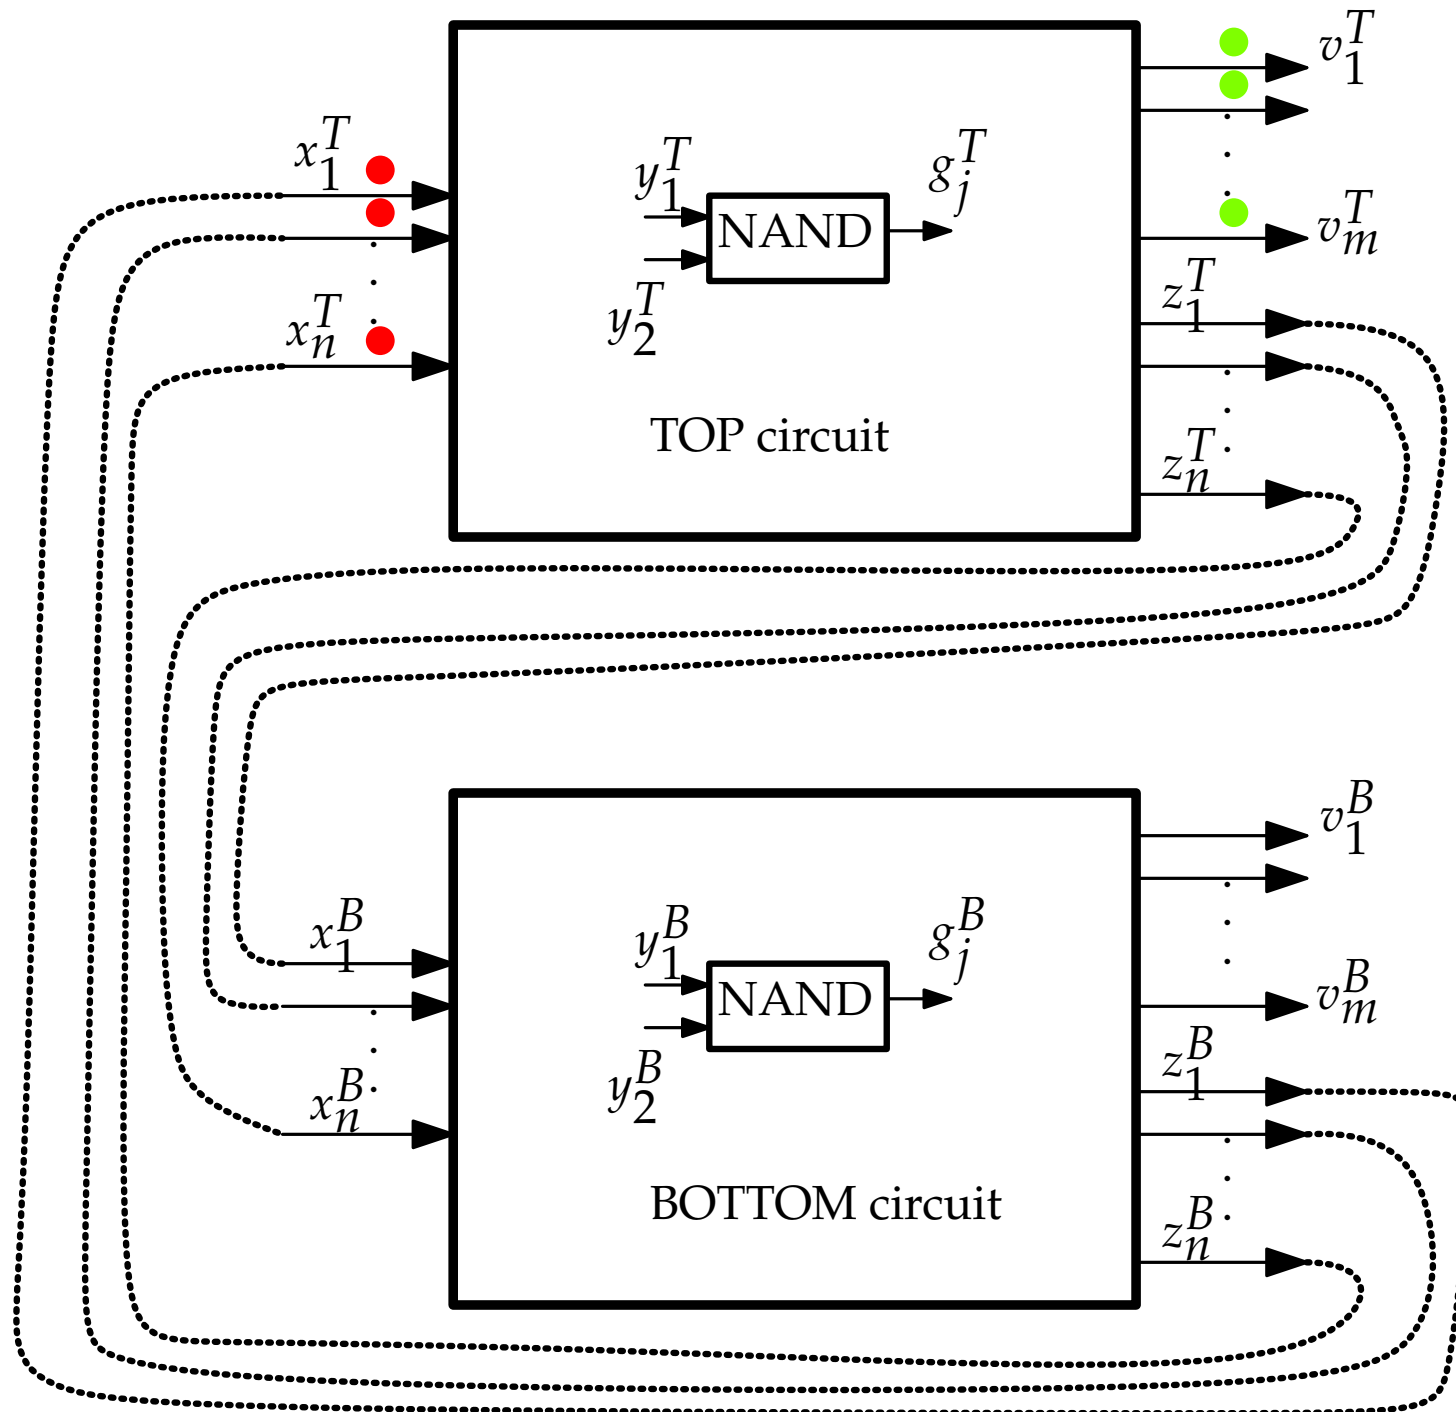 v_1^T
x_1^T
y_1^T
g_j^T
NAND
v_m^T
y_2^T
z_1^T
x_n^T
TOP circuit
z_n^T
v_1^B
x_1^B
y_1^B
g_j^B
NAND
v_m^B
y_2^B
z_1^B
x_n^B
BOTTOM circuit
z_n^B